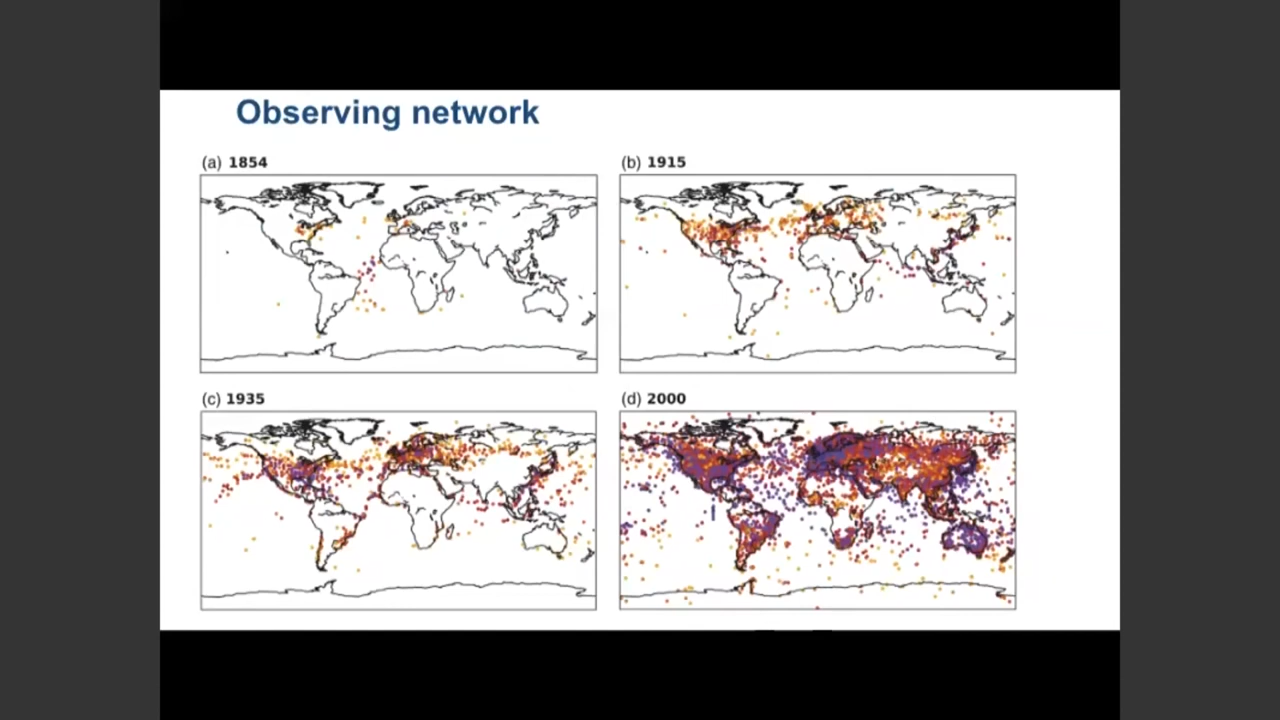 Observing network
(a) 1854
(b) 1915
(c) 1935
(d) 2000